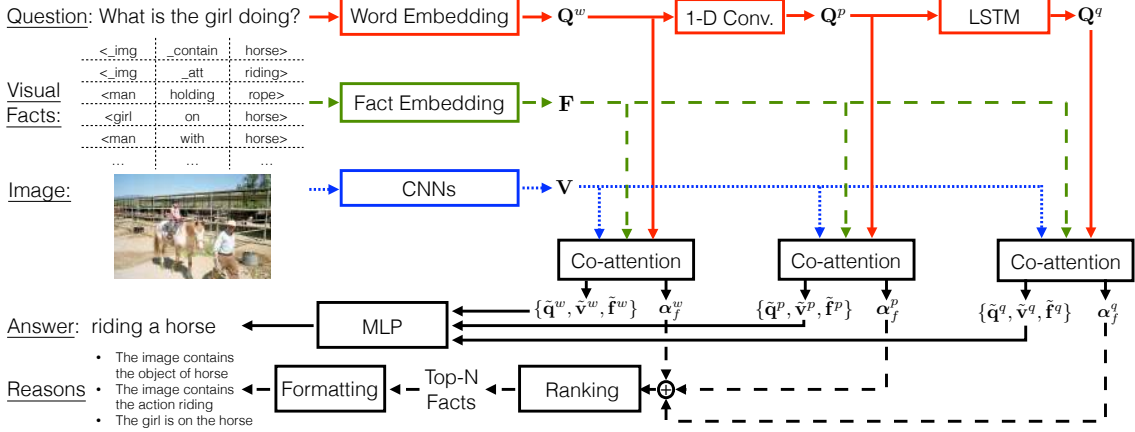 Question: What is the girl doing?
Word Embedding
Q^w
1-D Conv.
Q^p
LSTM
Q^q
<_img _contain horse>
<_img _att riding>
<man holding rope>
<girl on horse>
<man with horse>
... ... ...
Visual
Facts:
Fact Embedding
F
Image:
CNNs
V
Co-attention
Co-attention
Co-attention
{q̃^w, ṽ^w, f̃^w}
α_f^w
{q̃^p, ṽ^p, f̃^p}
α_f^p
{q̃^q, ṽ^q, f̃^q}
α_f^q
Answer: riding a horse
MLP
Reasons
• The image contains
the object of horse
• The image contains
the action riding
• The girl is on the horse
Formatting
Top-N
Facts
Ranking
+